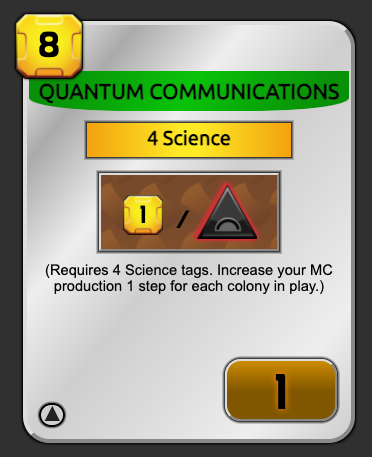 8
QUANTUM COMMUNICATIONS
4 Science
1 /
(Requires 4 Science tags. Increase your MC
production 1 step for each colony in play.)
1